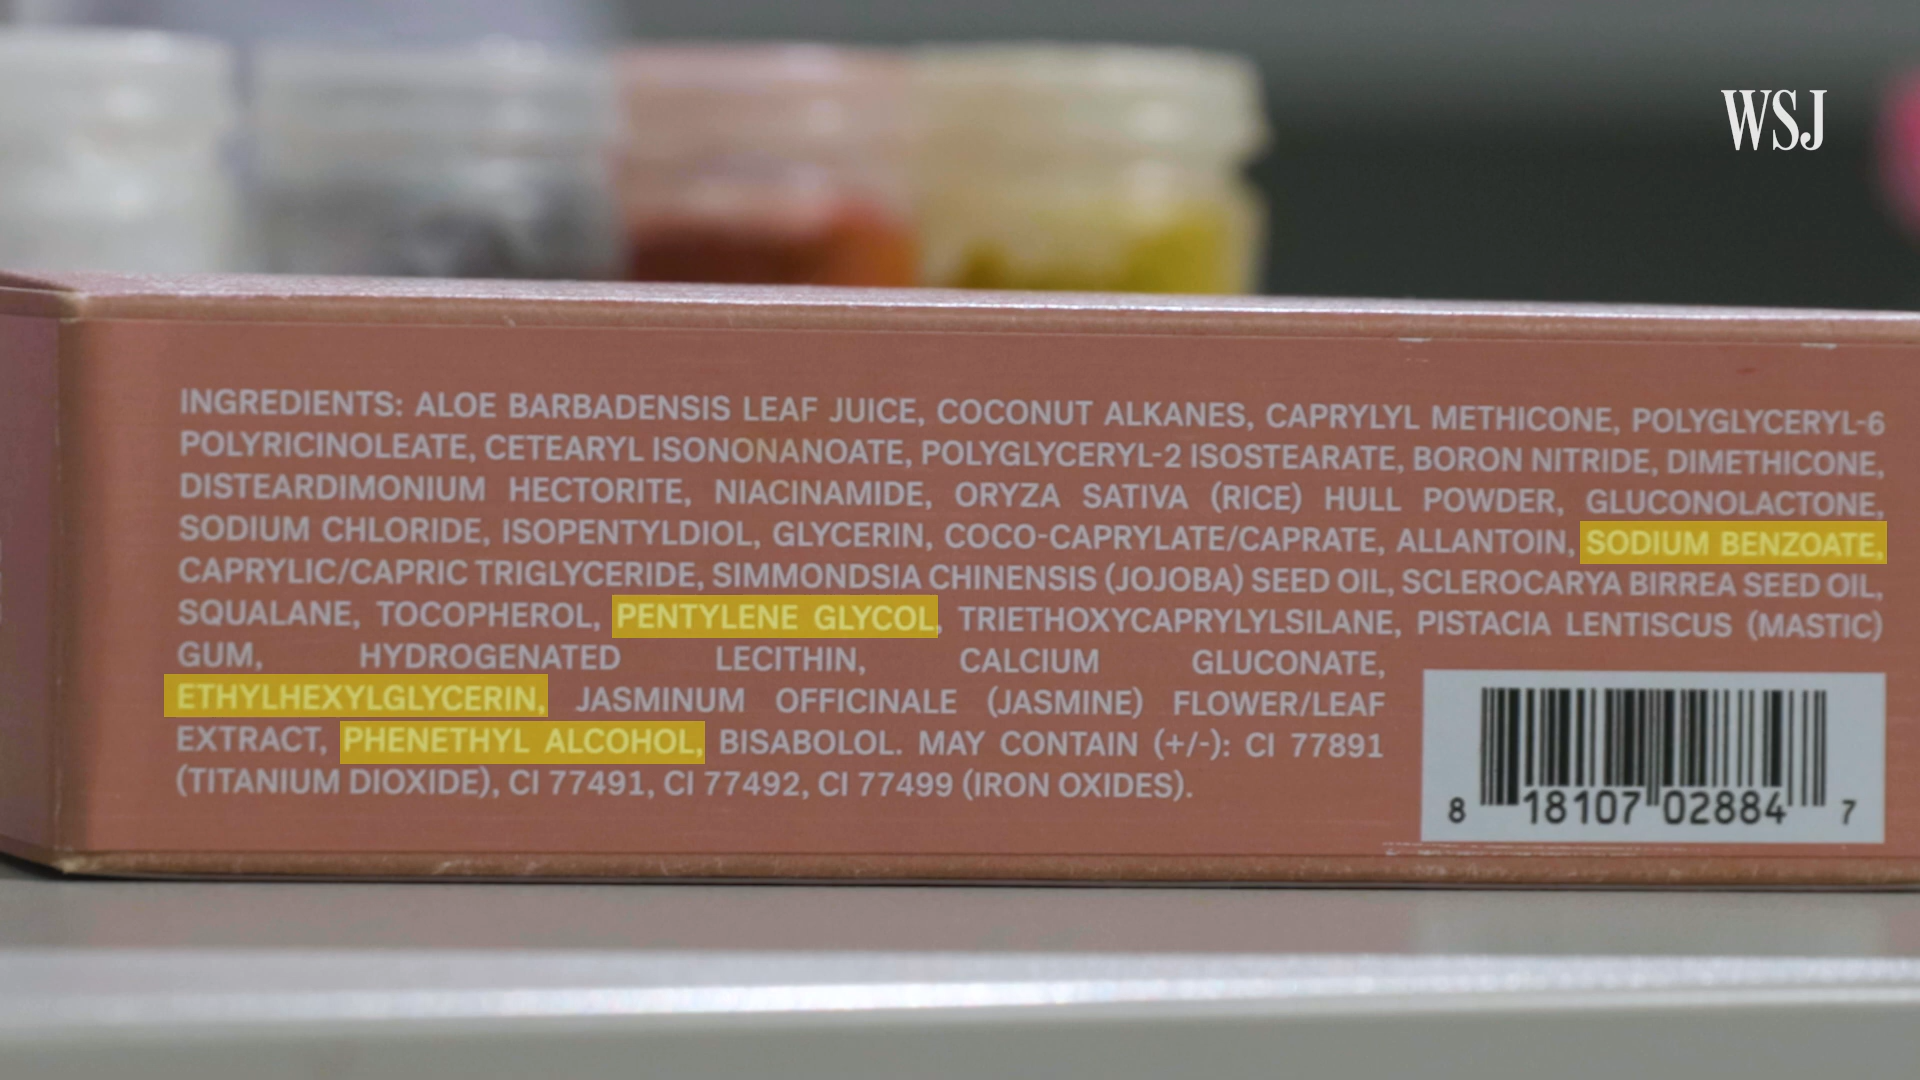 WSJ
INGREDIENTS: ALOE BARBADENSIS LEAF JUICE, COCONUT ALKANES, CAPRYLYL METHICONE, POLYGLYCERYL-6
POLYRICINOLEATE, CETEARYL ISONONANOATE, POLYGLYCERYL-2 ISOSTEARATE, BORON NITRIDE, DIMETHICONE,
DISTEARDIMONIUM HECTORITE, NIACINAMIDE, ORYZA SATIVA (RICE) HULL POWDER, GLUCONOLACTONE,
SODIUM CHLORIDE, ISOPENTYLDIOL, GLYCERIN, COCO-CAPRYLATE/CAPRATE, ALLANTOIN, SODIUM BENZOATE,
CAPRYLIC/CAPRIC TRIGLYCERIDE, SIMMONDSIA CHINENSIS (JOJOBA) SEED OIL, SCLEROCARYA BIRREA SEED OIL,
SQUALANE, TOCOPHEROL, PENTYLENE GLYCOL, TRIETHOXYCAPRYLYLSILANE, PISTACIA LENTISCUS (MASTIC)
GUM, HYDROGENATED LECITHIN, CALCIUM GLUCONATE,
ETHYLHEXYLGLYCERIN, JASMINUM OFFICINALE (JASMINE) FLOWER/LEAF
EXTRACT, PHENETHYL ALCOHOL, BISABOLOL. MAY CONTAIN (+/-): CI 77891
(TITANIUM DIOXIDE), CI 77491, CI 77492, CI 77499 (IRON OXIDES).
8 18107 02884 7